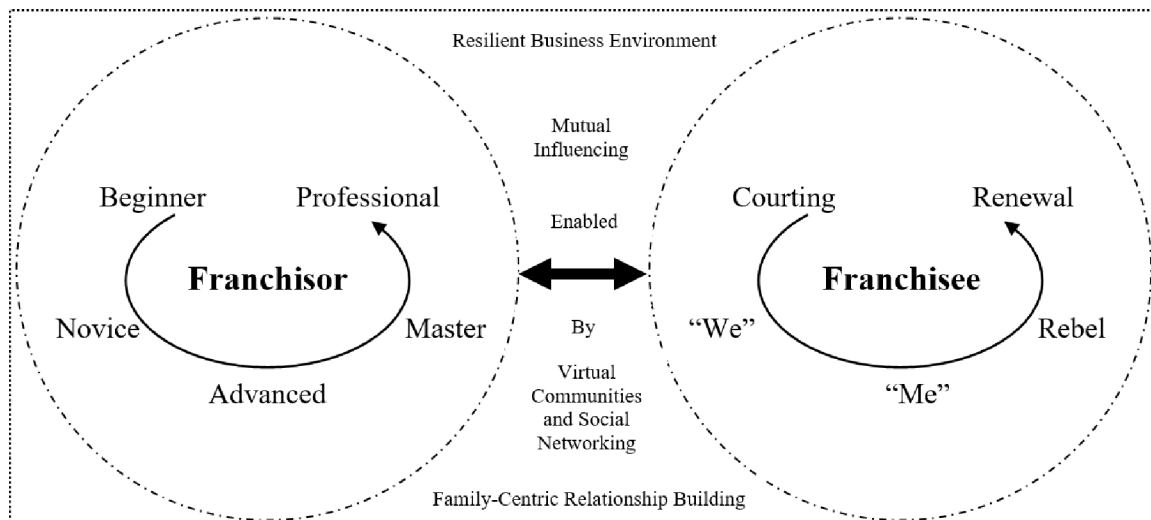 Resilient Business Environment
Mutual
Influencing
Beginner
Professional
Courting
Renewal
Enabled
Franchisor
Franchisee
Novice
Master
By
“We”
Rebel
Advanced
Virtual
Communities
and Social
Networking
“Me”
Family-Centric Relationship Building